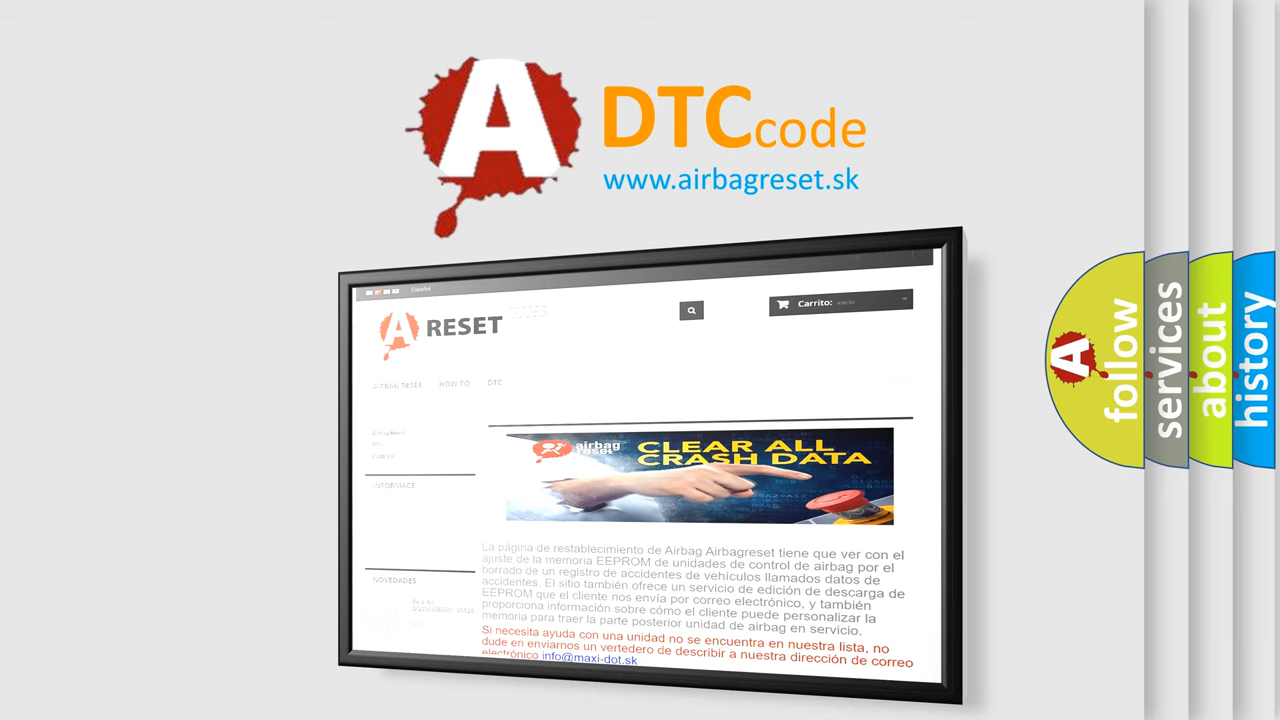 A DTCcode
www.airbagreset.sk
Español
A RESET
Carrito: vacío
AIRBAG RESET HOW TO DTC
INFORMACE
airbag
reset
CLEAR ALL
CRASH DATA
La página de restablecimiento de Airbag Airbagreset tiene que ver con el
ajuste de la memoria EEPROM de unidades de control de airbag por el
borrado de un registro de accidentes de vehículos llamados datos de
accidentes. El sitio también ofrece un servicio de edición de descarga de
EEPROM que el cliente nos envía por correo electrónico, y también
proporciona información sobre cómo el cliente puede personalizar la
memoria para traer la parte posterior unidad de airbag en servicio.
Si necesita ayuda con una unidad no se encuentra en nuestra lista, no
dude en enviarnos un vertedero de describir a nuestra dirección de correo
electrónico info@maxi-dot.sk
NOVEDADES
A follow
services
about
history